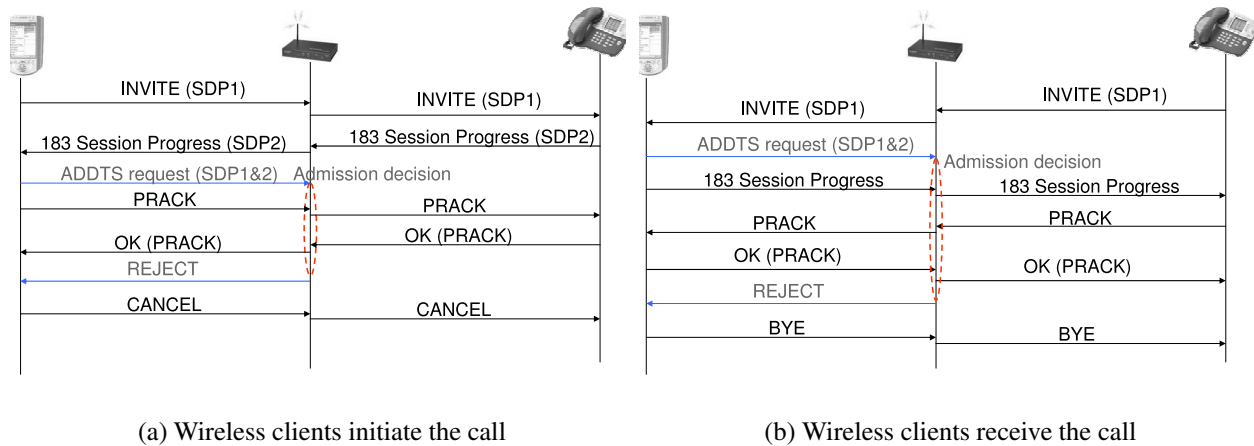 INVITE (SDP1)
INVITE (SDP1)
183 Session Progress (SDP2)
183 Session Progress (SDP2)
ADDTS request (SDP1&2)
Admission decision
PRACK
PRACK
OK (PRACK)
OK (PRACK)
REJECT
CANCEL
CANCEL
(a) Wireless clients initiate the call
INVITE (SDP1)
INVITE (SDP1)
ADDTS request (SDP1&2)
Admission decision
183 Session Progress
183 Session Progress
PRACK
PRACK
OK (PRACK)
OK (PRACK)
REJECT
BYE
BYE
(b) Wireless clients receive the call